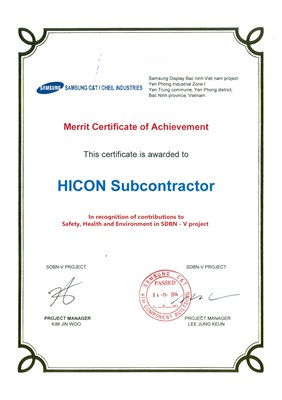 SAMSUNG SAMSUNG C&T / CHEIL INDUSTRIES
Samsung Display Bac ninh Viet nam project
Yen Phong Industrial Zone I
Yen Trung commune, Yen Phong district,
Bac Ninh province, Vietnam.
Merrit Certificate of Achievement
This certificate is awarded to
HICON Subcontractor
In recognition of contributions to
Safety, Health and Environment in SDBN - V project
SDBN-V PROJECT
SDBN-V PROJECT
SAMSUNG C&T
PASSED
4TH COMPONENT BUILDING
PROJECT MANAGER
KIM JIN WOO
PROJECT MANAGER
LEE JUNG KEUN